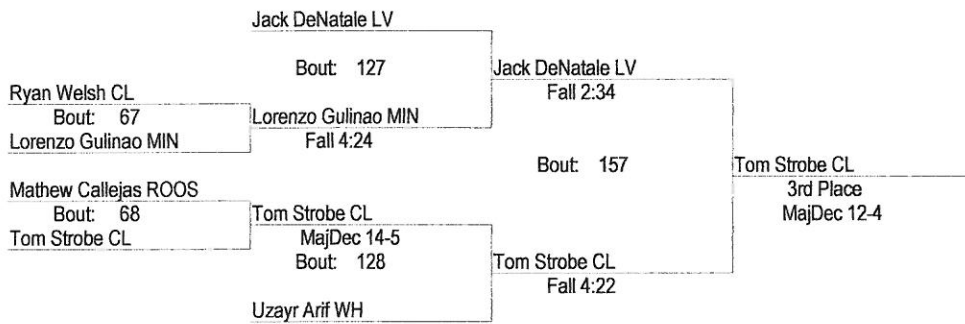 Jack DeNatale LV
Bout: 127
Jack DeNatale LV
Fall 2:34
Ryan Welsh CL
Bout: 67
Lorenzo Gulinao MIN
Lorenzo Gulinao MIN
Fall 4:24
Bout: 157
Tom Strobe CL
3rd Place
MajDec 12-4
Mathew Callejas ROOS
Bout: 68
Tom Strobe CL
Tom Strobe CL
MajDec 14-5
Bout: 128
Tom Strobe CL
Fall 4:22
Uzayr Arif WH